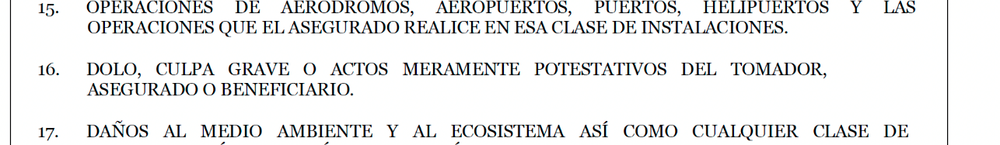 15. OPERACIONES DE AERÓDROMOS, AEROPUERTOS, PUERTOS, HELIPUERTOS Y LAS
OPERACIONES QUE EL ASEGURADO REALICE EN ESA CLASE DE INSTALACIONES.
16. DOLO, CULPA GRAVE O ACTOS MERAMENTE POTESTATIVOS DEL TOMADOR,
ASEGURADO O BENEFICIARIO.
17. DAÑOS AL MEDIO AMBIENTE Y AL ECOSISTEMA ASÍ COMO CUALQUIER CLASE DE